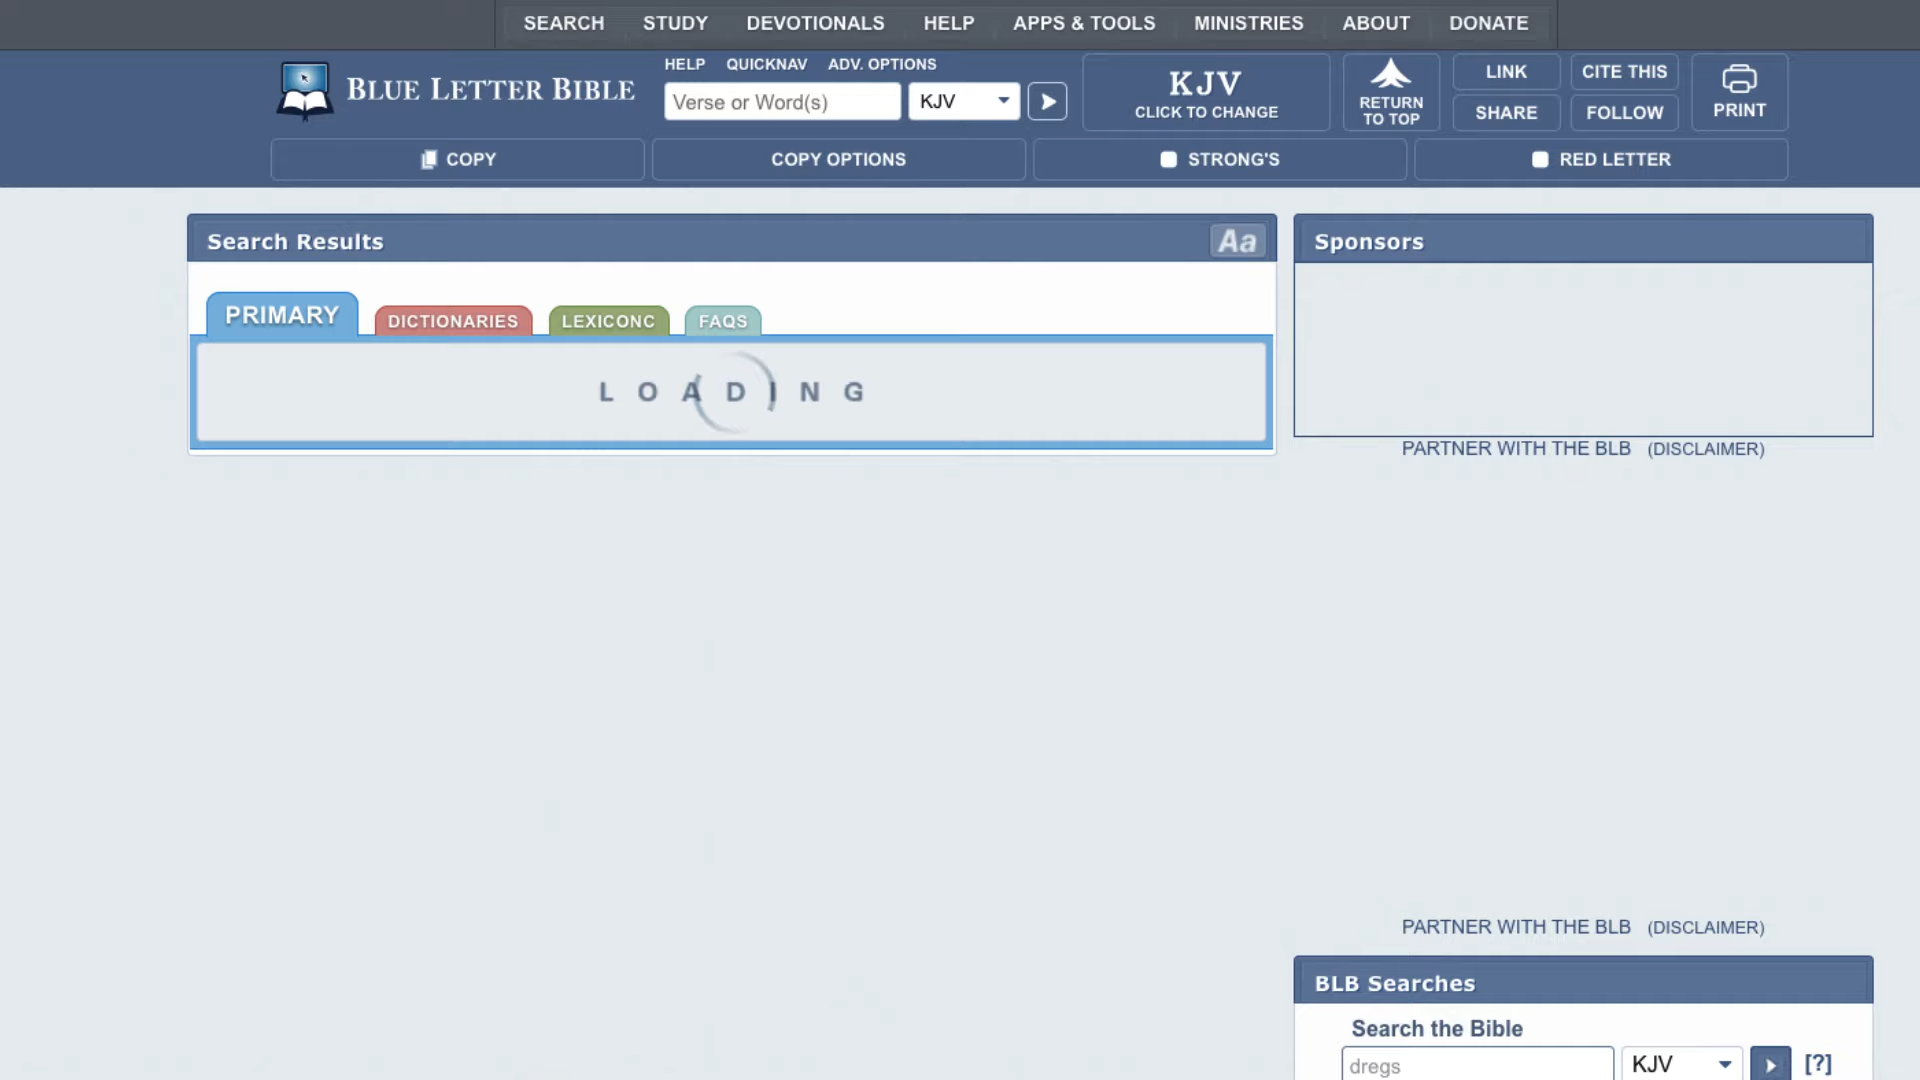 SEARCH STUDY DEVOTIONALS HELP APPS & TOOLS MINISTRIES ABOUT DONATE
BLUE LETTER BIBLE
HELP QUICKNAV ADV. OPTIONS
Verse or Word(s) KJV
KJV
CLICK TO CHANGE
RETURN
TO TOP
LINK CITE THIS
SHARE FOLLOW
PRINT
COPY COPY OPTIONS STRONG'S RED LETTER
Search Results Aa
PRIMARY DICTIONARIES LEXICONC FAQS
LOADING
Sponsors
PARTNER WITH THE BLB (DISCLAIMER)
PARTNER WITH THE BLB (DISCLAIMER)
BLB Searches
Search the Bible
dregs KJV [?]